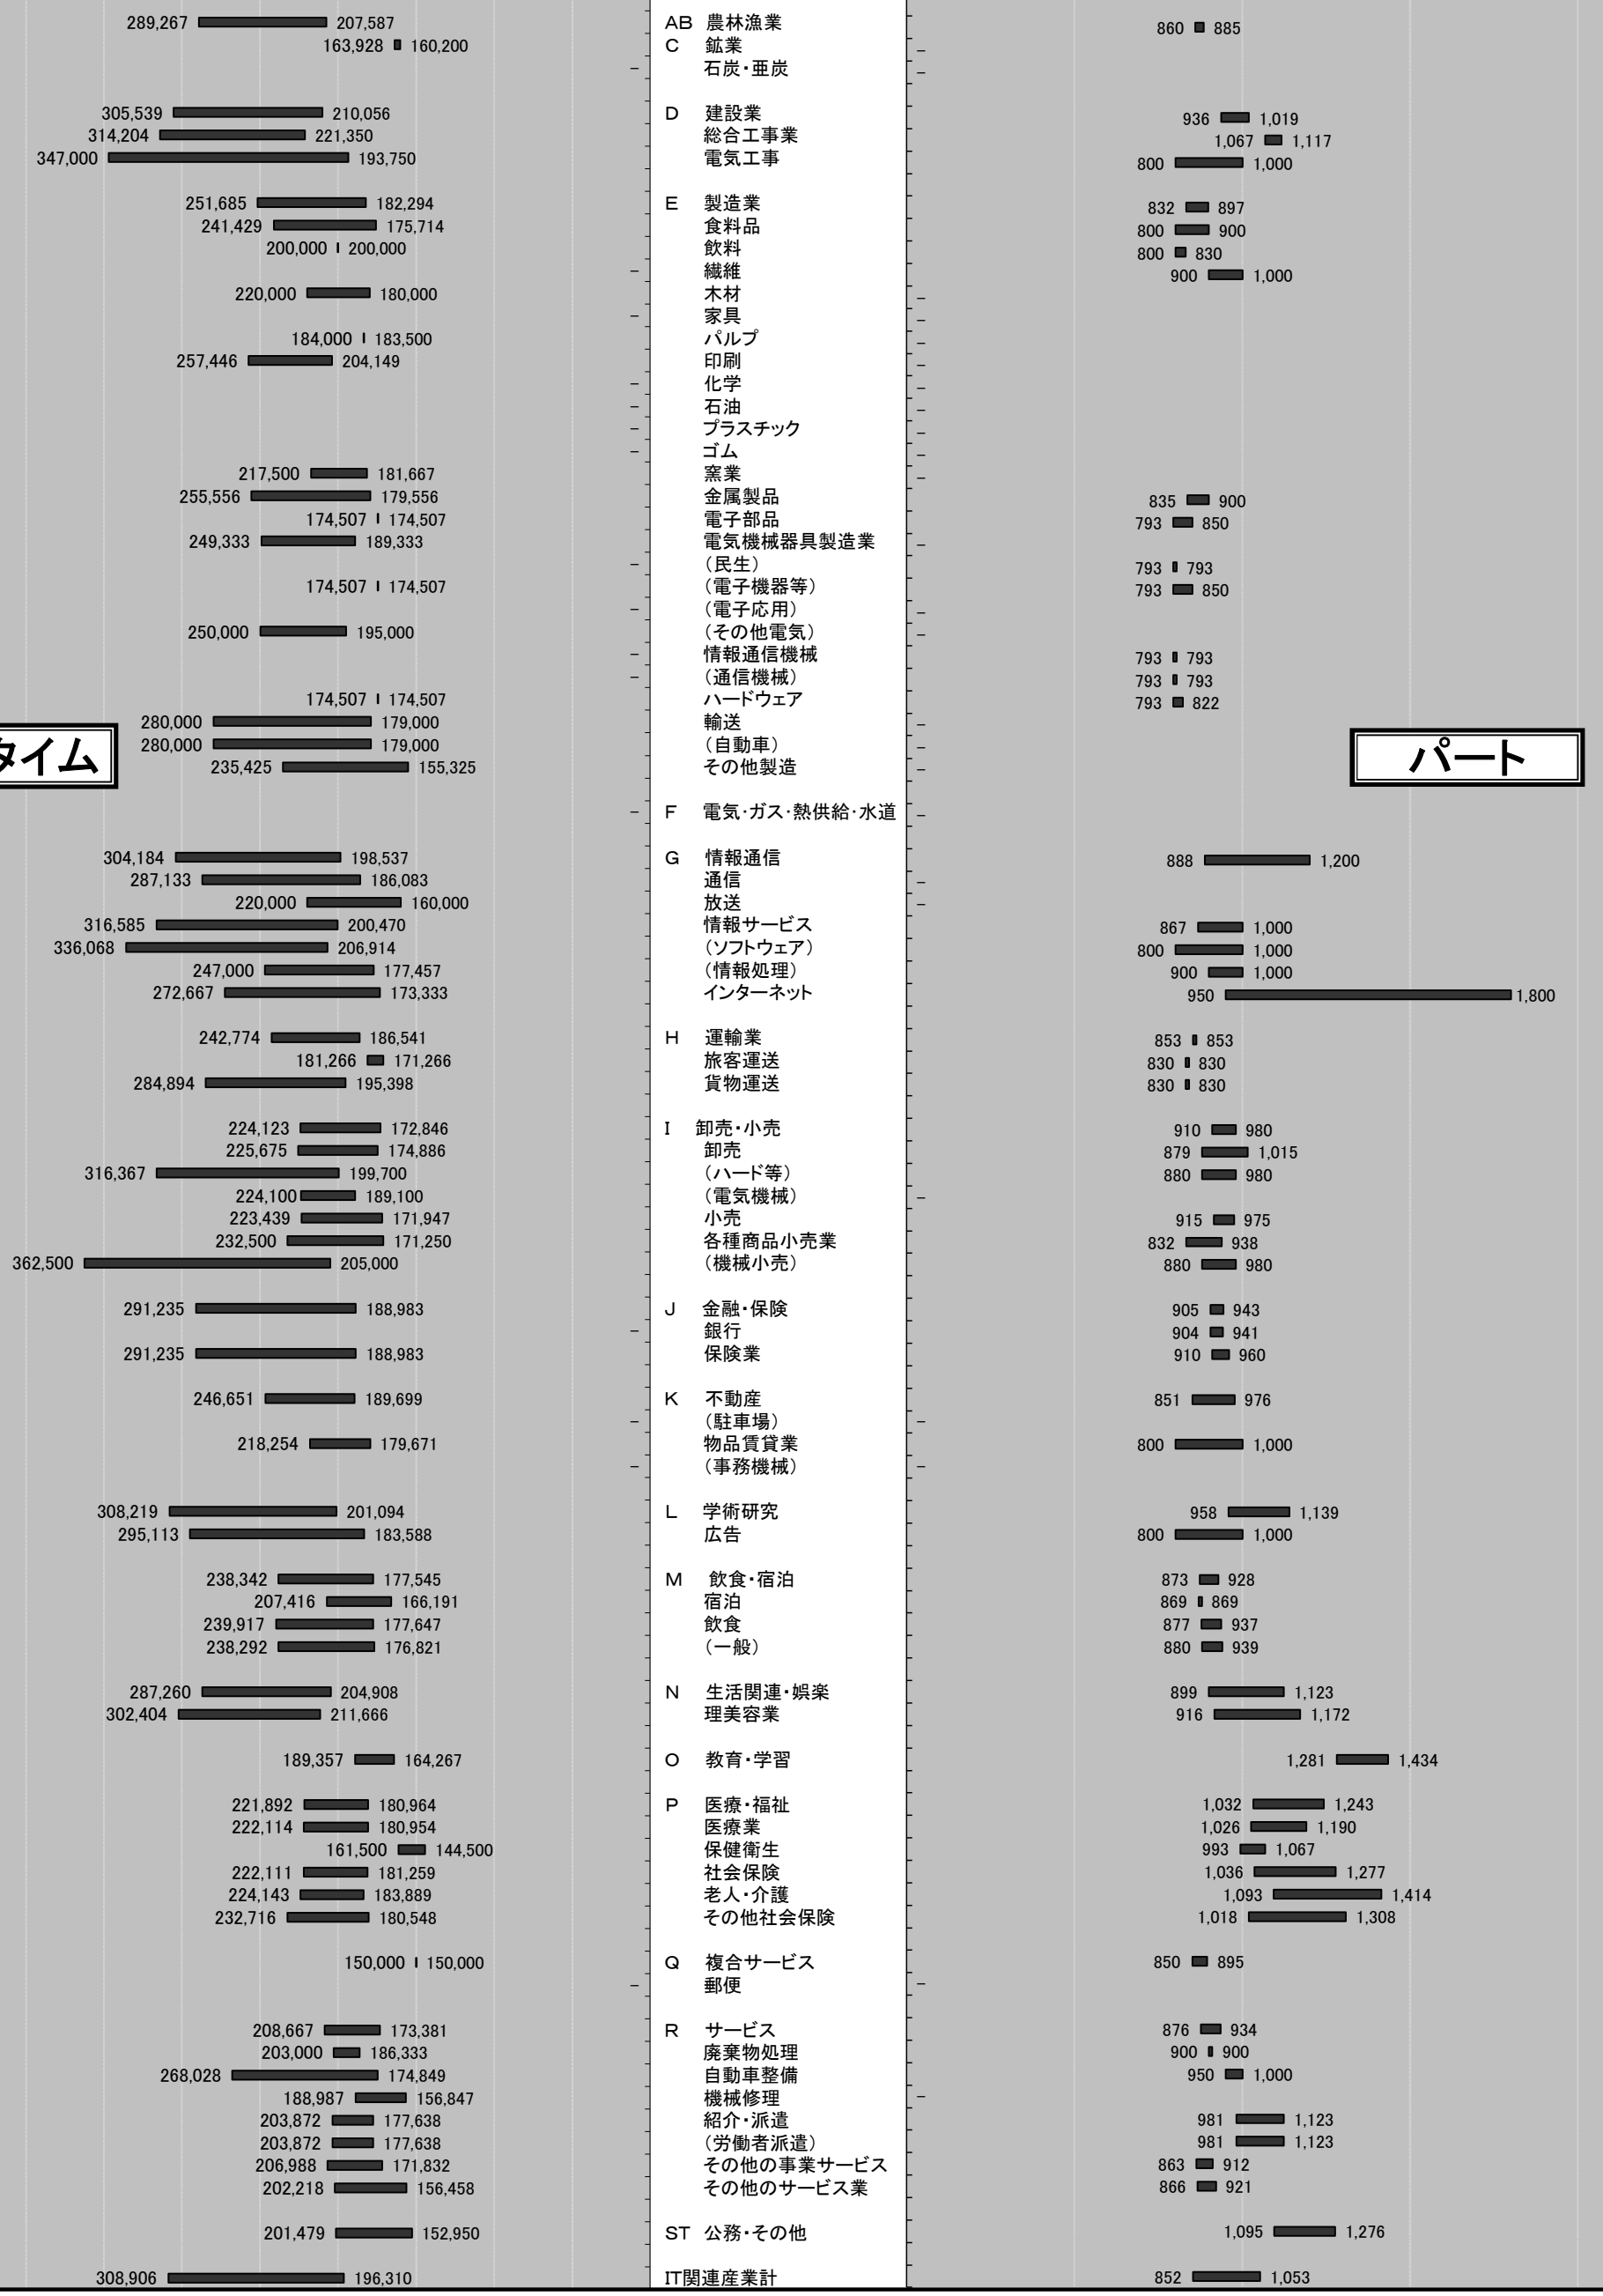 289,267 207,587 AB 農林漁業 860 885
163,928 160,200 C 鉱業 –
– 石炭・亜炭 –
305,539 210,056 D 建設業 936 1,019
314,204 221,350 総合工事業 1,067 1,117
347,000 193,750 電気工事 800 1,000
251,685 182,294 E 製造業 832 897
241,429 175,714 食料品 800 900
200,000 200,000 飲料 800 830
– 繊維 900 1,000
220,000 180,000 木材 –
– 家具 –
184,000 183,500 パルプ –
257,446 204,149 印刷 –
– 化学 –
– 石油 –
– プラスチック –
– ゴム –
217,500 181,667 窯業 –
255,556 179,556 金属製品 835 900
174,507 174,507 電子部品 793 850
249,333 189,333 電気機械器具製造業 –
– （民生） 793 793
174,507 174,507 （電子機器等） 793 850
– （電子応用） –
250,000 195,000 （その他電気） –
– 情報通信機械 793 793
– （通信機械） 793 793
174,507 174,507 ハードウェア 793 822
280,000 179,000 輸送 –
タイム 280,000 179,000 （自動車） – パート
235,425 155,325 その他製造 –
– F 電気・ガス・熱供給・水道 –
304,184 198,537 G 情報通信 888 1,200
287,133 186,083 通信 –
220,000 160,000 放送 –
316,585 200,470 情報サービス 867 1,000
336,068 206,914 （ソフトウェア） 800 1,000
247,000 177,457 （情報処理） 900 1,000
272,667 173,333 インターネット 950 1,800
242,774 186,541 H 運輸業 853 853
181,266 171,266 旅客運送 830 830
284,894 195,398 貨物運送 830 830
224,123 172,846 I 卸売・小売 910 980
225,675 174,886 卸売 879 1,015
316,367 199,700 （ハード等） 880 980
224,100 189,100 （電気機械） –
223,439 171,947 小売 915 975
232,500 171,250 各種商品小売業 832 938
362,500 205,000 （機械小売） 880 980
291,235 188,983 J 金融・保険 905 943
– 銀行 904 941
291,235 188,983 保険業 910 960
246,651 189,699 K 不動産 851 976
– （駐車場） –
218,254 179,671 物品賃貸業 800 1,000
– （事務機械） –
308,219 201,094 L 学術研究 958 1,139
295,113 183,588 広告 800 1,000
238,342 177,545 M 飲食・宿泊 873 928
207,416 166,191 宿泊 869 869
239,917 177,647 飲食 877 937
238,292 176,821 （一般） 880 939
287,260 204,908 N 生活関連・娯楽 899 1,123
302,404 211,666 理美容業 916 1,172
189,357 164,267 O 教育・学習 1,281 1,434
221,892 180,964 P 医療・福祉 1,032 1,243
222,114 180,954 医療業 1,026 1,190
161,500 144,500 保健衛生 993 1,067
222,111 181,259 社会保険 1,036 1,277
224,143 183,889 老人・介護 1,093 1,414
232,716 180,548 その他社会保険 1,018 1,308
150,000 150,000 Q 複合サービス 850 895
– 郵便 –
208,667 173,381 R サービス 876 934
203,000 186,333 廃棄物処理 900 900
268,028 174,849 自動車整備 950 1,000
188,987 156,847 機械修理 –
203,872 177,638 紹介・派遣 981 1,123
203,872 177,638 （労働者派遣） 981 1,123
206,988 171,832 その他の事業サービス 863 912
202,218 156,458 その他のサービス業 866 921
201,479 152,950 ST 公務・その他 1,095 1,276
308,906 196,310 IT関連産業計 852 1,053